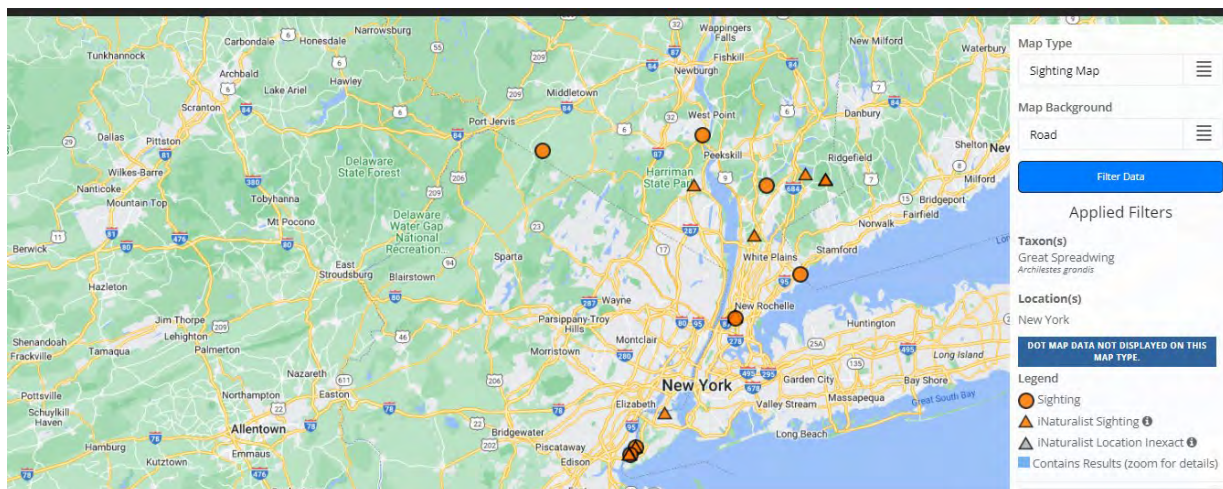 Narrowsburg
Wappingers
Falls
New Milford
Waterbury
Carbondale
Honesdale
Tunkhannock
Fishkill
Newburgh
Archbald
Hawley
Lake Ariel
Middletown
Scranton
Danbury
Port Jervis
West Point
Dallas
Pittston
Peekskill
Ridgefield
Shelton
New
Wilkes-Barre
Delaware
State Forest
Harriman
State Park
Milford
Nanticoke
Mountain Top
Tobyhanna
Bridgeport
Mt Pocono
Fairfield
Delaware
Water Gap
National
Recreation...
Norwalk
Berwick
Stamford
Sparta
White Plains
East
Stroudsburg
Blairstown
Hazleton
Wayne
New Rochelle
Jim Thorpe
Parsippany-Troy
Hills
Huntington
Lehighton
Shenandoah
Montclair
Frackville
Tamaqua
Palmerton
Morristown
Long Island
Nazareth
New York
Garden City
Bay Shore
Great South Bay
Pottsville
Northampton
Easton
Elizabeth
Valley Stream
Massapequa
Schuylkill
Haven
Allentown
Bridgewater
Long Beach
Piscataway
Hamburg
Emmaus
Edison
Kutztown
Map Type
Sighting Map
Map Background
Road
Filter Data
Applied Filters
Taxon(s)
Great Spreadwing
Archilestes grandis
Location(s)
New York
DOT MAP DATA NOT DISPLAYED ON THIS
MAP TYPE.
Legend
Sighting
iNaturalist Sighting
iNaturalist Location Inexact
Contains Results (zoom for details)